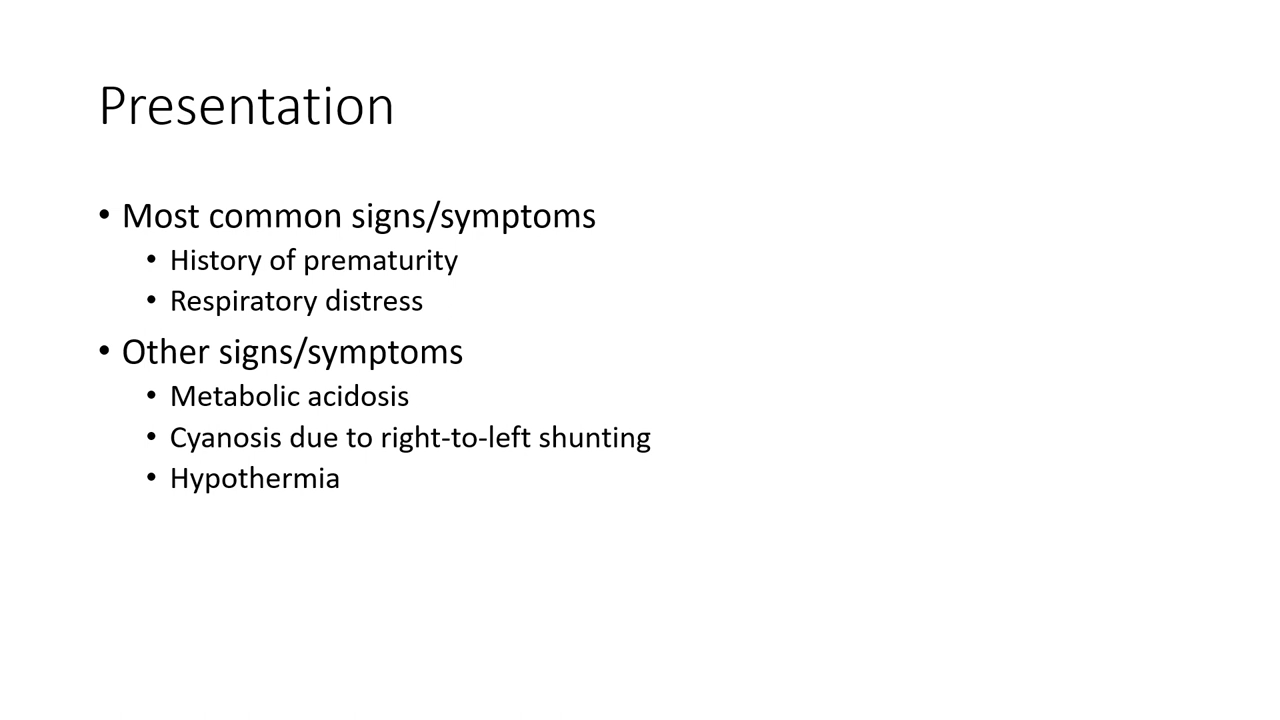 Presentation
• Most common signs/symptoms
• History of prematurity
• Respiratory distress
• Other signs/symptoms
• Metabolic acidosis
• Cyanosis due to right-to-left shunting
• Hypothermia